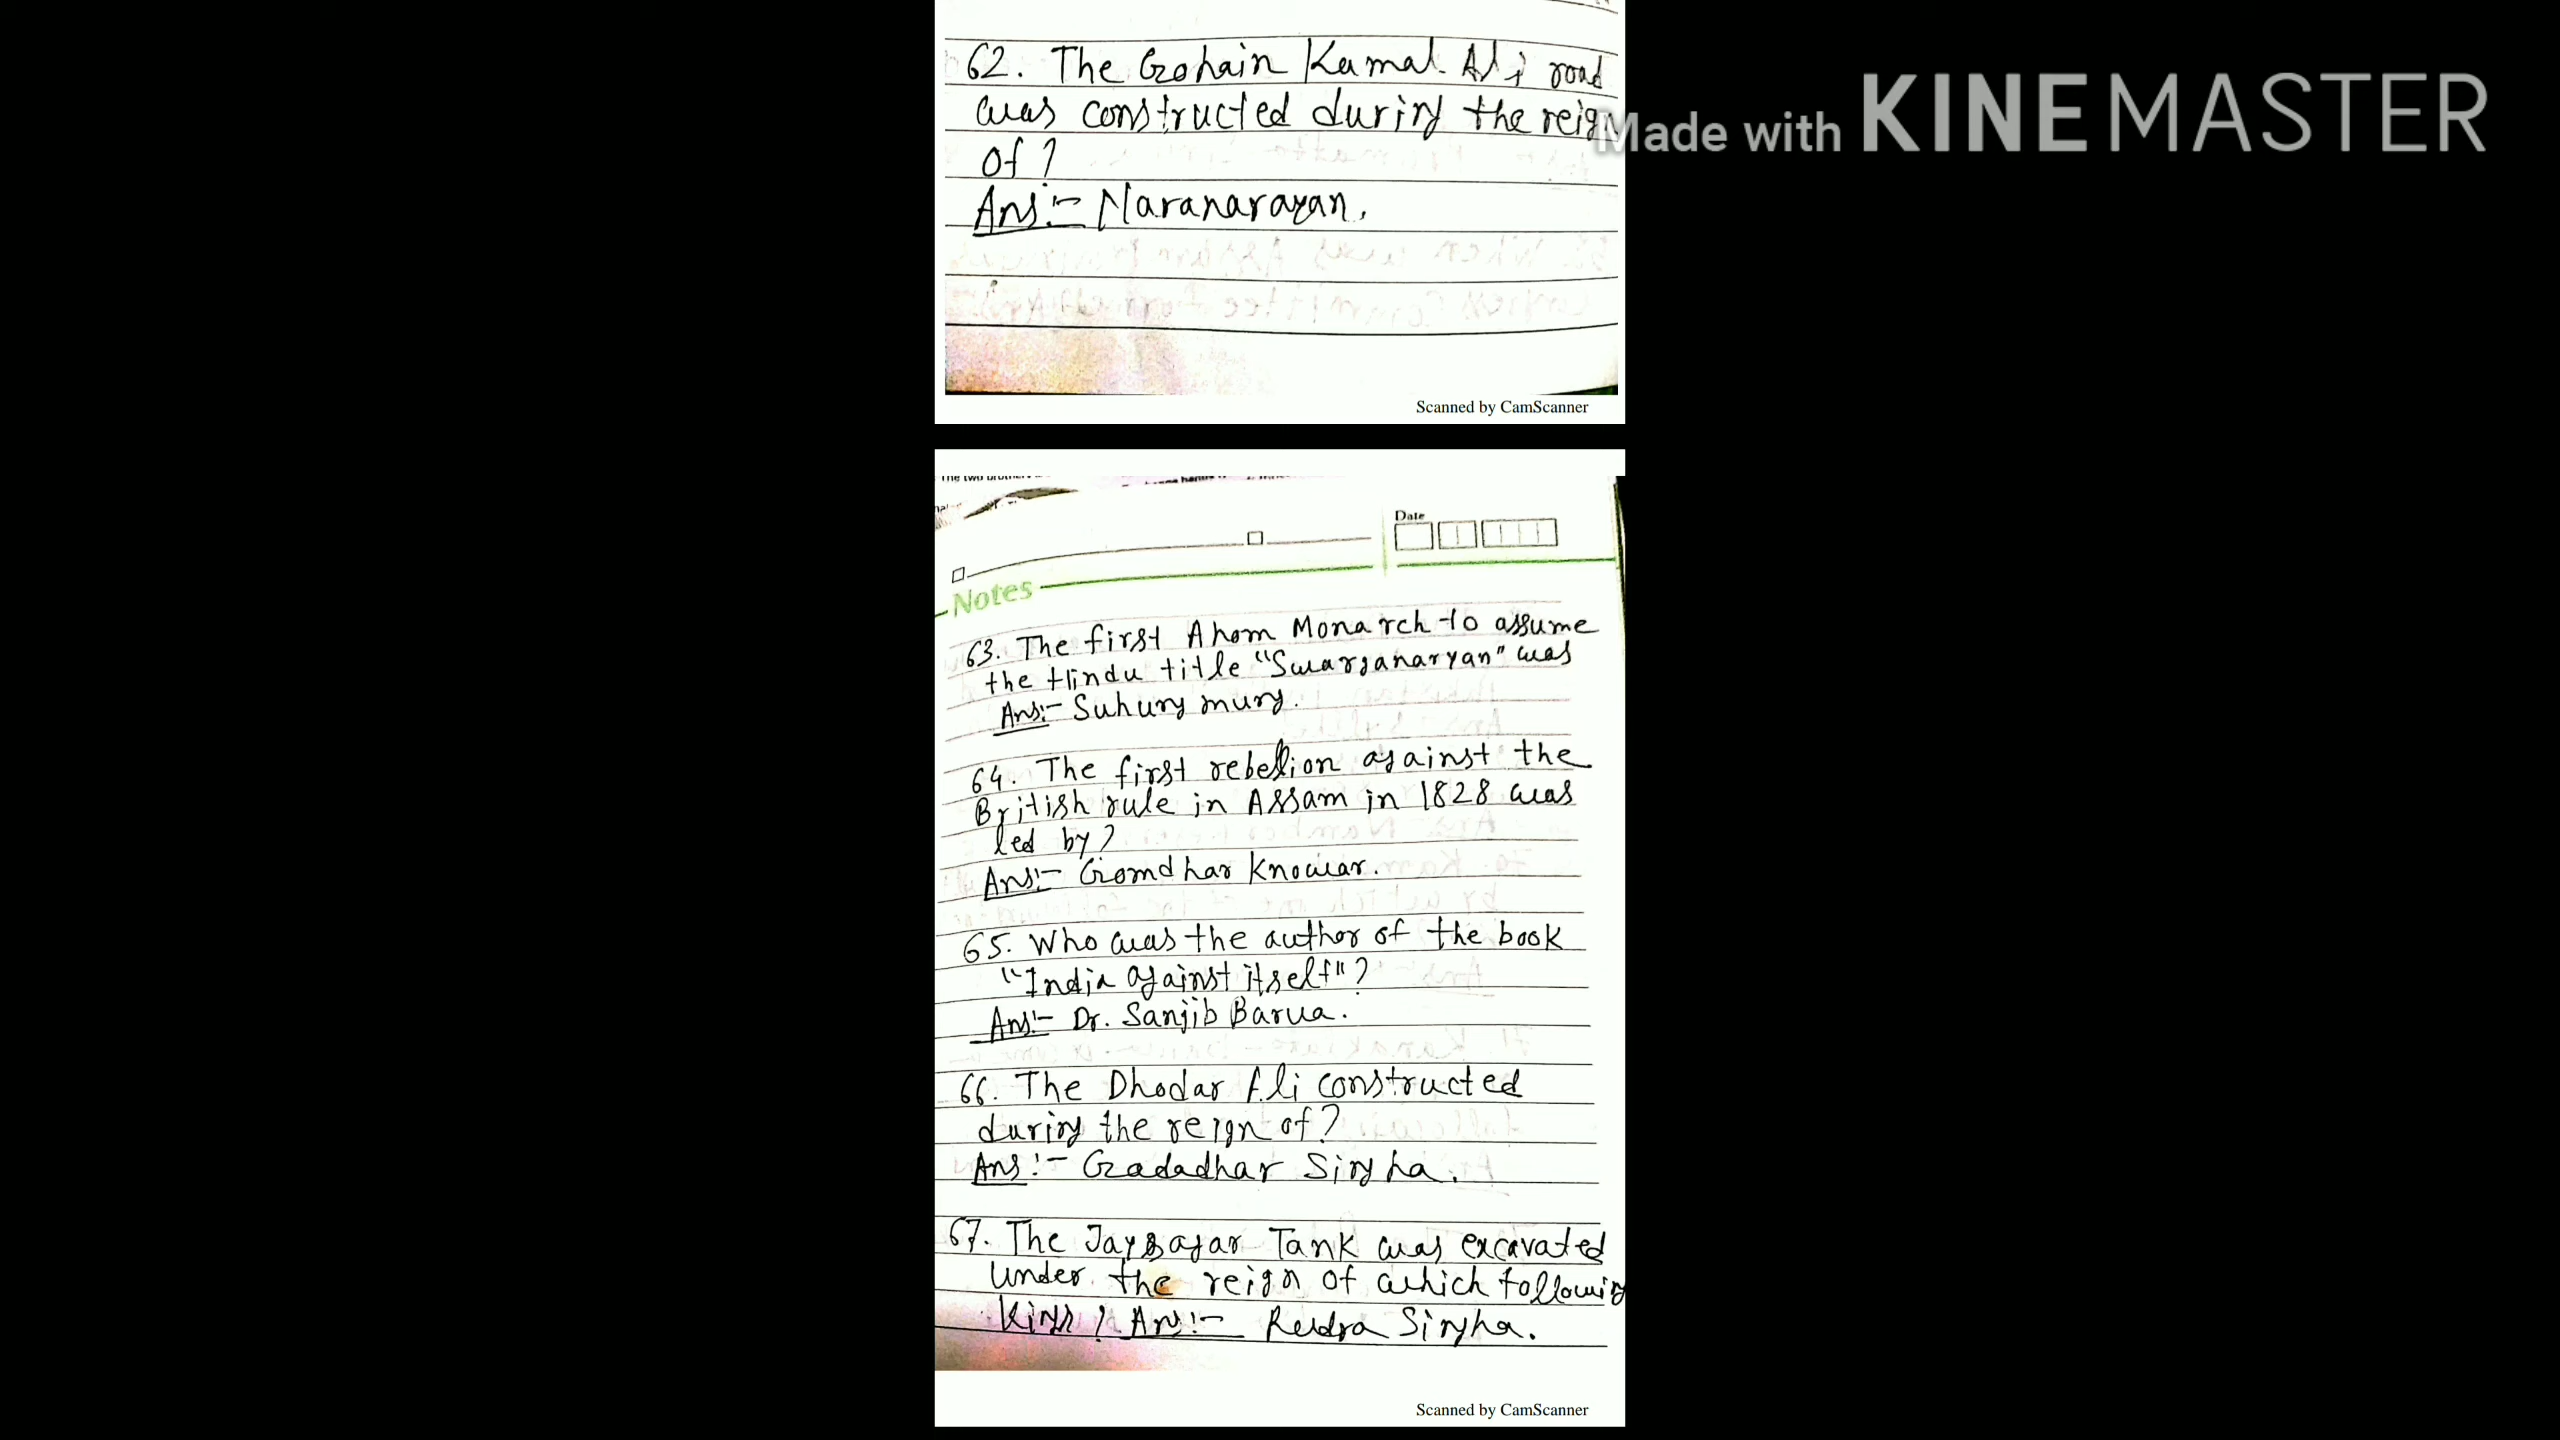 62. The Gohain Kamal Ali road
was constructed during the reign
of?
Ans:- Naranarayan.
Made with KINEMASTER
Scanned by CamScanner
Date
Notes
63. The first Ahom Monarch to assume
the Hindu title "Swarganaryan" was
Ans:- Suhung mung.
64. The first rebellion against the
British rule in Assam in 1828 was
led by?
Ans:- Gomdhar Knowar.
65. Who was the author of the book
"India against itself"?
Ans:- Dr. Sanjib Barua.
66. The Dhodar Ali constructed
during the reign of?
Ans:- Gadadhar Singha.
67. The Jaysagar Tank was excavated
under the reign of which following
King? Ans:- Rudra Singha.
Scanned by CamScanner